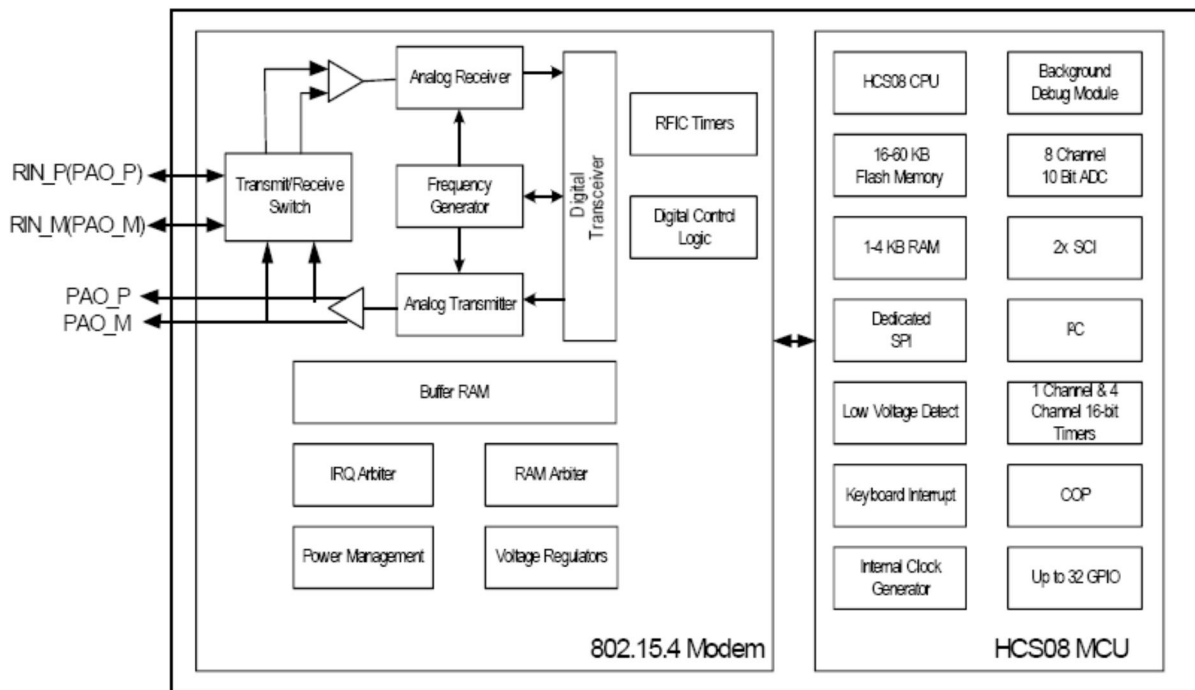 RIN_P(PAO_P)
RIN_M(PAO_M)
PAO_P
PAO_M
Transmit/Receive
Switch
Analog Receiver
Frequency
Generator
Analog Transmitter
Digital
Transceiver
RFIC Timers
Digital Control
Logic
Buffer RAM
IRQ Arbiter
RAM Arbiter
Power Management
Voltage Regulators
802.15.4 Modem
HCS08 CPU
Background
Debug Module
16-60 KB
Flash Memory
8 Channel
10 Bit ADC
1-4 KB RAM
2x SCI
Dedicated
SPI
I²C
Low Voltage Detect
1 Channel & 4
Channel 16-bit
Timers
Keyboard Interrupt
COP
Internal Clock
Generator
Up to 32 GPIO
HCS08 MCU